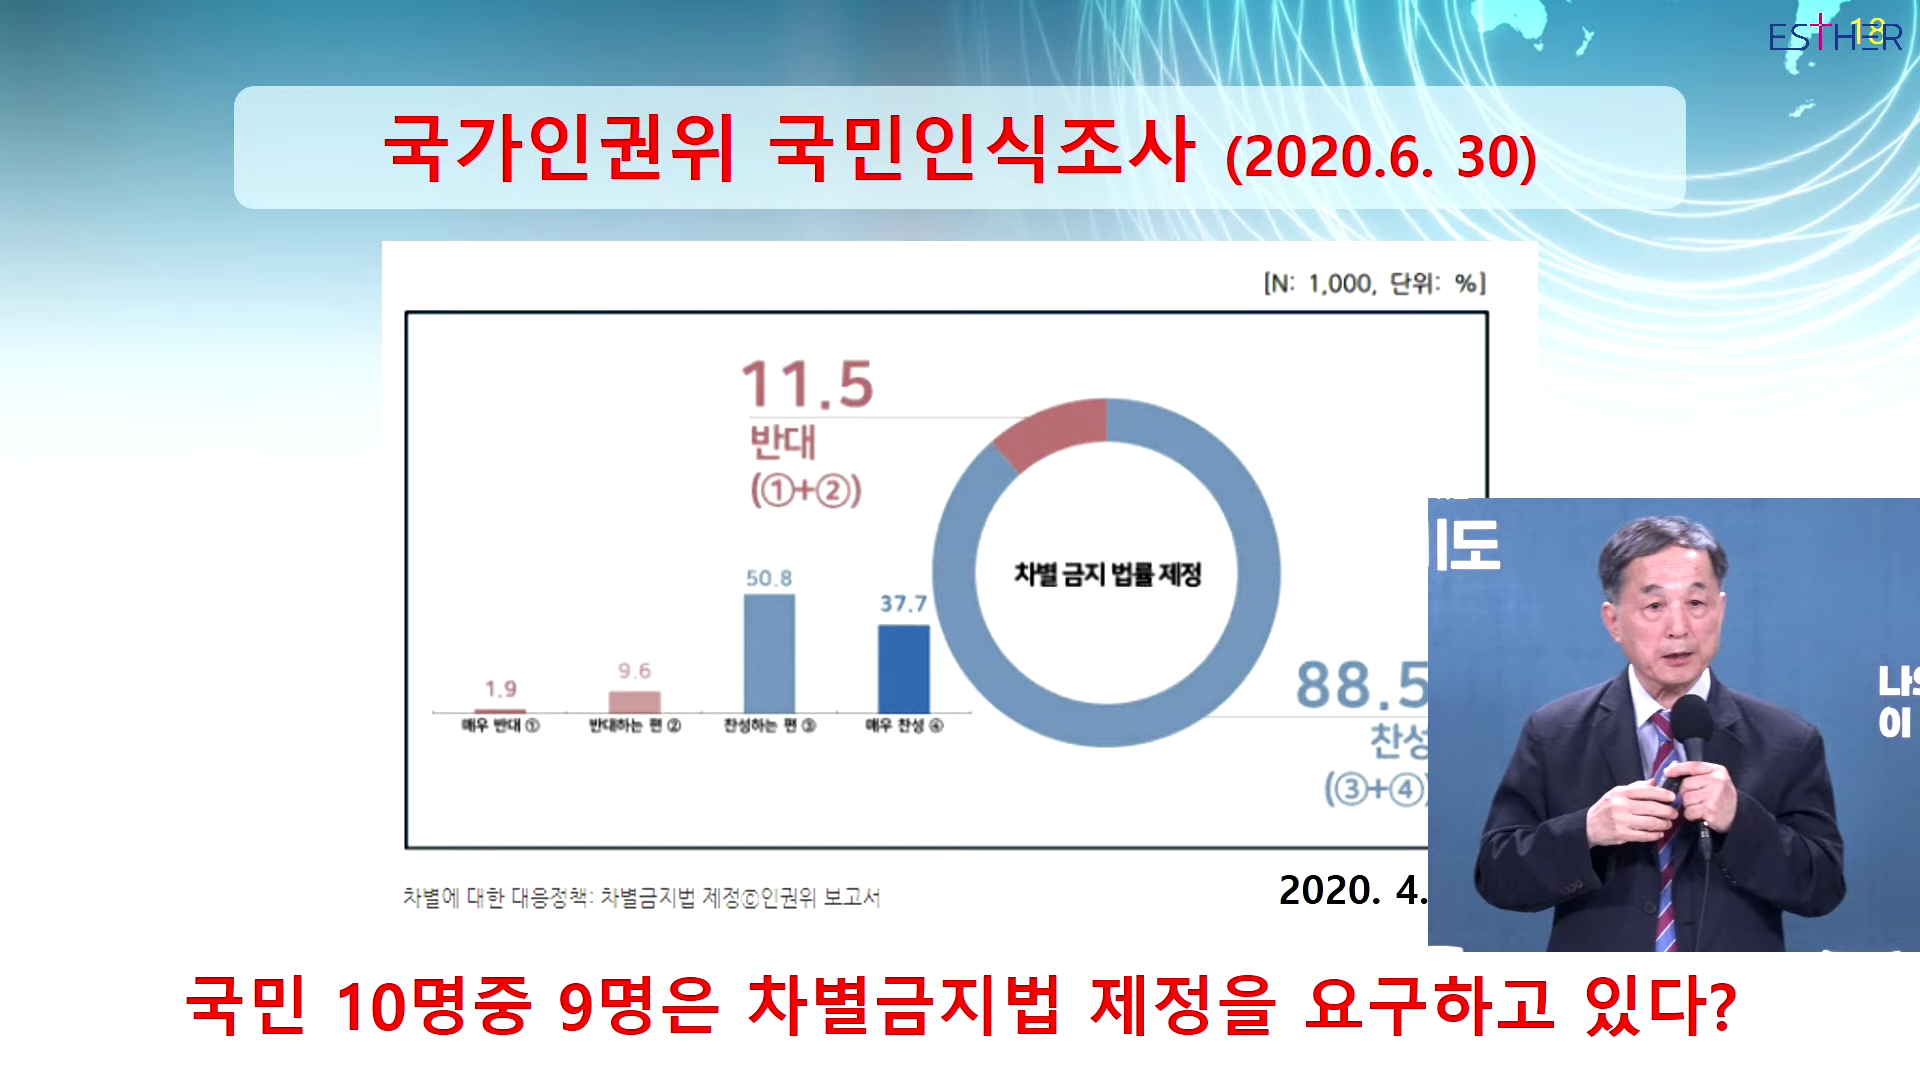 ESTHER
18
국가인권위 국민인식조사 (2020.6. 30)
[N: 1,000, 단위: %]
11.5
반대
(①+②)
차별 금지 법률 제정
50.8
37.7
9.6
1.9
매우 반대 ①
반대하는 편 ②
찬성하는 편 ③
매우 찬성 ④
88.5
찬성
(③+④)
기도
나의
이
차별에 대한 대응정책: 차별금지법 제정ⓒ인권위 보고서
2020. 4.
국민 10명중 9명은 차별금지법 제정을 요구하고 있다?